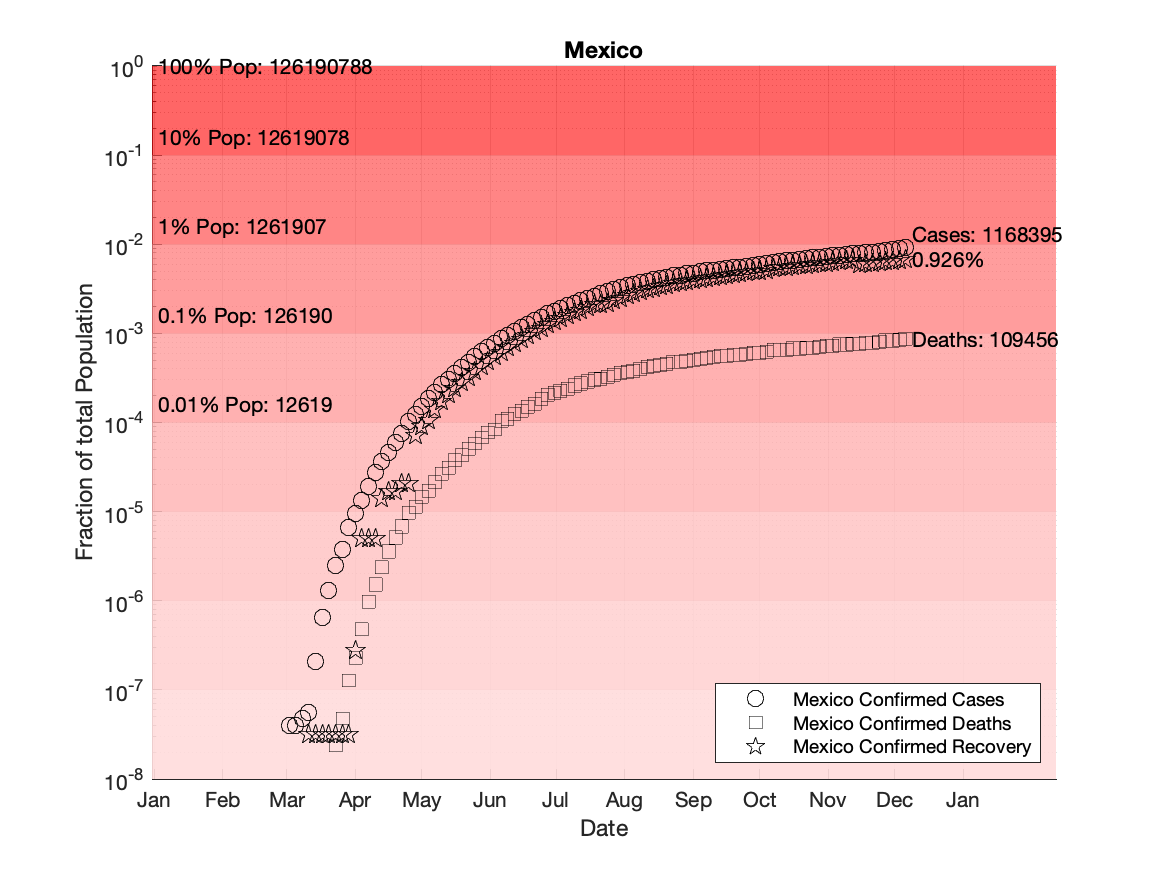 Mexico
10^0
100% Pop: 126190788
10% Pop: 12619078
10^-1
1% Pop: 1261907
10^-2
Cases: 1168395
0.926%
0.1% Pop: 126190
10^-3
Deaths: 109456
0.01% Pop: 12619
10^-4
10^-5
10^-6
10^-7
10^-8
Fraction of total Population
Mexico Confirmed Cases
Mexico Confirmed Deaths
Mexico Confirmed Recovery
Jan Feb Mar Apr May Jun Jul Aug Sep Oct Nov Dec Jan
Date